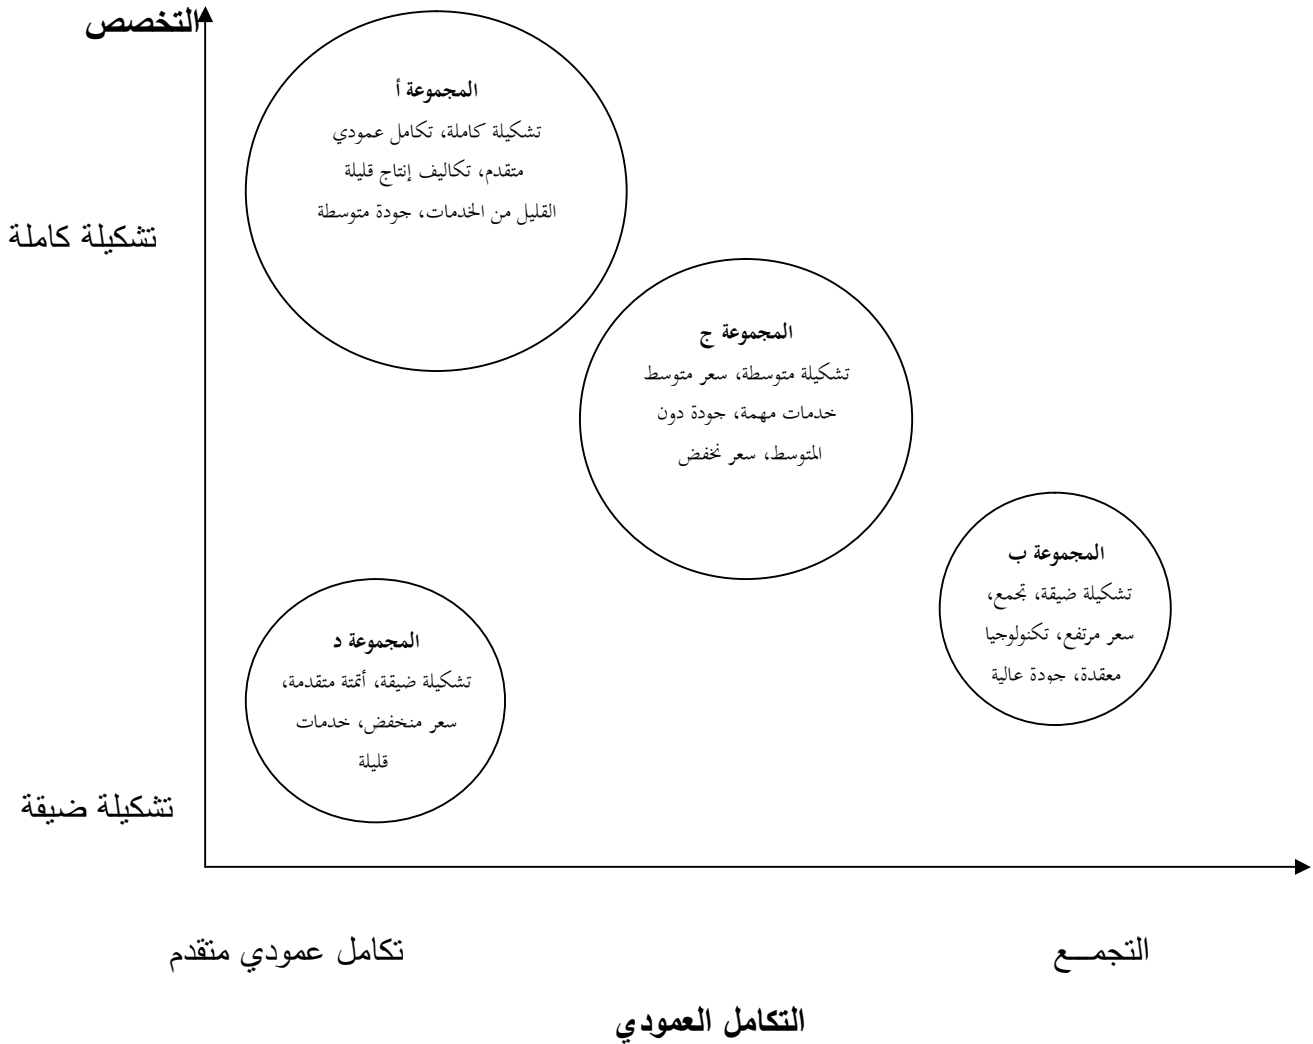 التخصص
المجموعة أ
تشكيلة كاملة، تكامل عمودي
متقدم، تكاليف إنتاج قليلة
القليل من الخدمات، جودة متوسطة
تشكيلة كاملة
المجموعة ج
تشكيلة متوسطة، سعر متوسط
خدمات مهمة، جودة دون
المتوسط، سعر نخفض
المجموعة ب
تشكيلة ضيقة، تجمع،
سعر مرتفع، تكنولوجيا
معقدة، جودة عالية
المجموعة د
تشكيلة ضيقة، أتمتة متقدمة،
سعر منخفض، خدمات
قليلة
تشكيلة ضيقة
التجمـــع
تكامل عمودي متقدم
التكامل العمودي